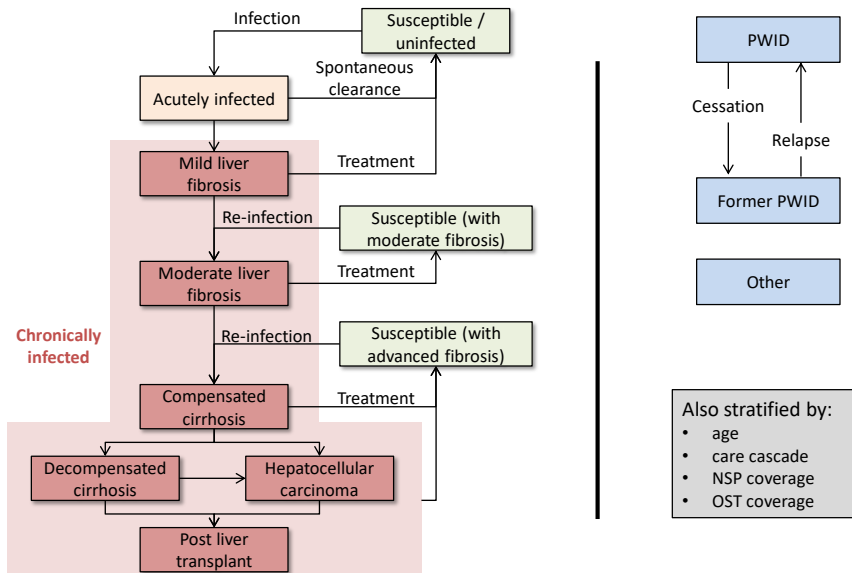 Infection
Susceptible /
uninfected
Acutely infected
Spontaneous
clearance
Mild liver
fibrosis
Treatment
Re-infection
Susceptible (with
moderate fibrosis)
Moderate liver
fibrosis
Treatment
Chronically
infected
Re-infection
Susceptible (with
advanced fibrosis)
Compensated
cirrhosis
Treatment
Decompensated
cirrhosis
Hepatocellular
carcinoma
Post liver
transplant
PWID
Cessation
Relapse
Former PWID
Other
Also stratified by:
• age
• care cascade
• NSP coverage
• OST coverage